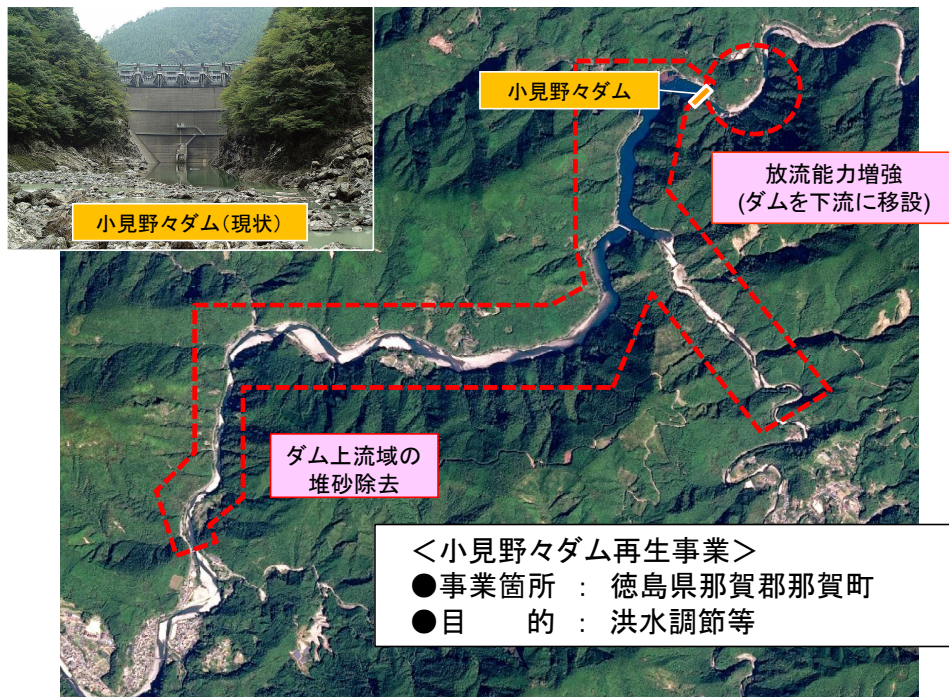 小見野々ダム
放流能力増強
(ダムを下流に移設)
小見野々ダム(現状)
ダム上流域の
堆砂除去
＜小見野々ダム再生事業＞
●事業箇所 ： 徳島県那賀郡那賀町
●目　　的 ： 洪水調節等